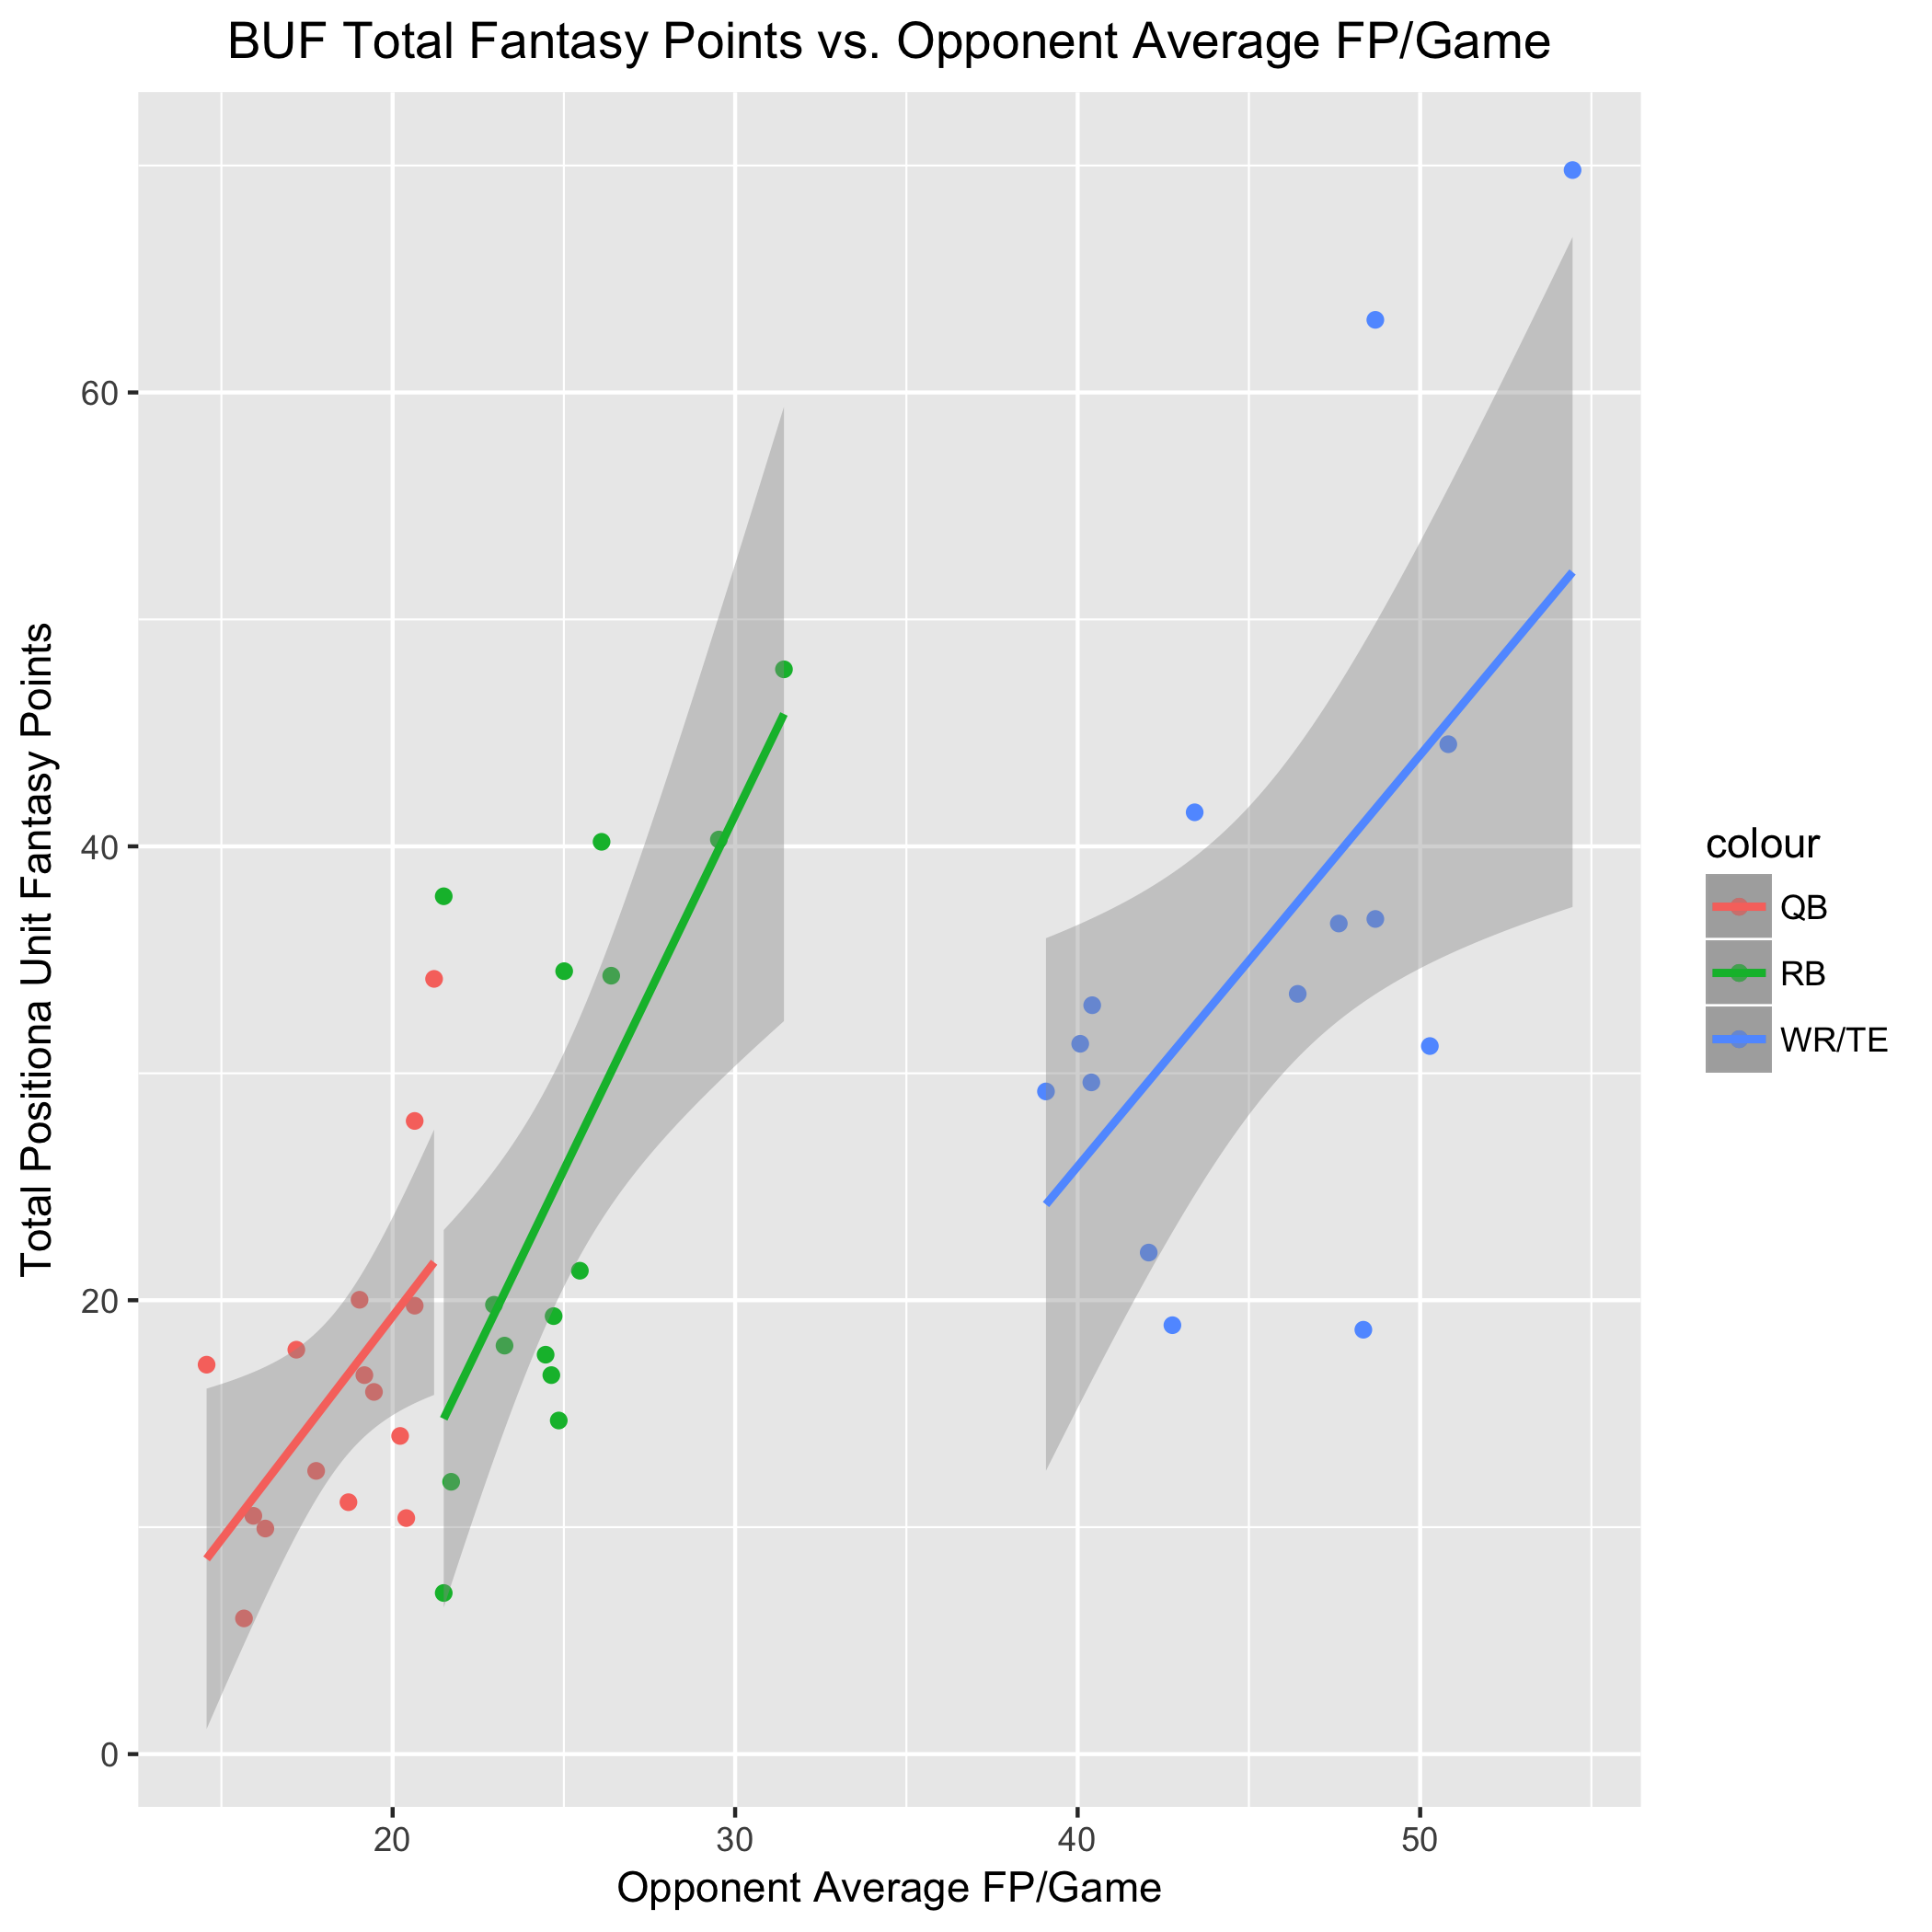 BUF Total Fantasy Points vs. Opponent Average FP/Game
Total Positiona Unit Fantasy Points
60
40
20
0
20 30 40 50
Opponent Average FP/Game
colour
QB
RB
WR/TE